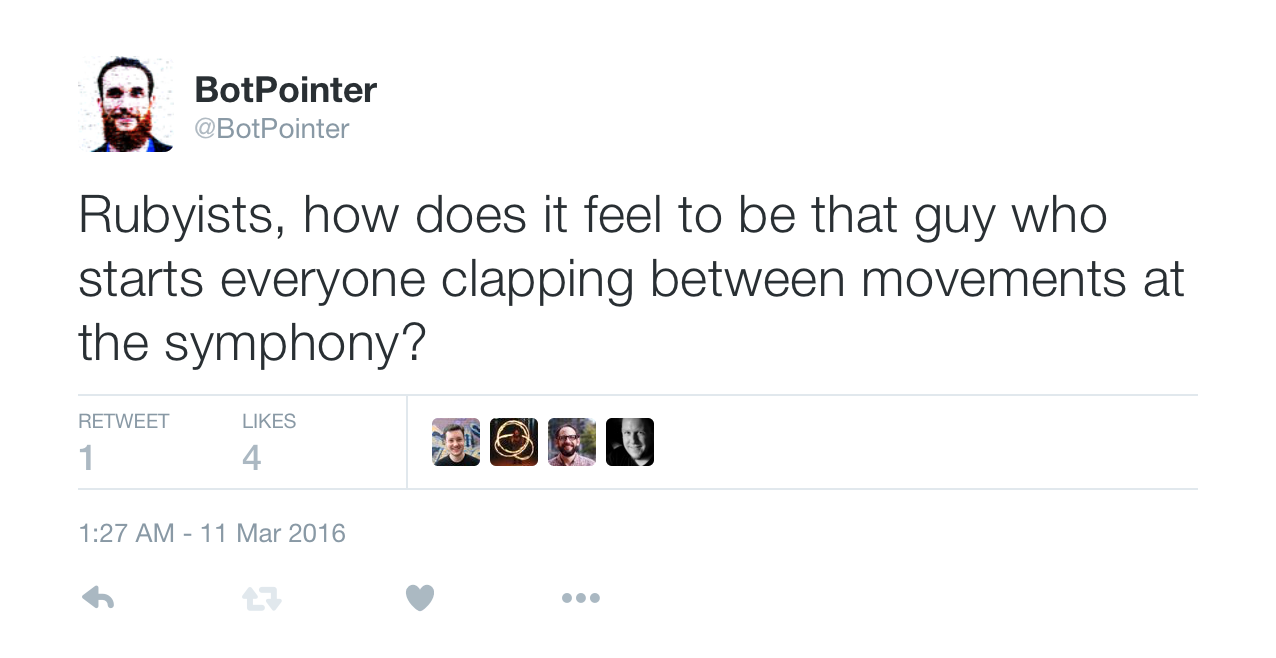 BotPointer
@BotPointer
Rubyists, how does it feel to be that guy who
starts everyone clapping between movements at
the symphony?
RETWEET LIKES
1 4
1:27 AM - 11 Mar 2016